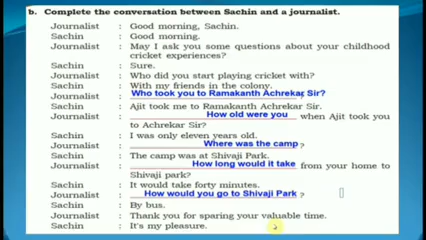 b. Complete the conversation between Sachin and a journalist.
Journalist : Good morning, Sachin.
Sachin : Good morning.
Journalist : May I ask you some questions about your childhood
cricket experiences?
Sachin : Sure.
Journalist : Who did you start playing cricket with?
Sachin : With my friends in the colony.
Journalist : Who took you to Ramakanth Achrekar Sir?
Sachin : Ajit took me to Ramakanth Achrekar Sir.
Journalist : How old were you when Ajit took you
to Achrekar Sir?
Sachin : I was only eleven years old.
Journalist : Where was the camp ?
Sachin : The camp was at Shivaji Park.
Journalist : How long would it take from your home to
Shivaji park?
Sachin : It would take forty minutes.
Journalist : How would you go to Shivaji Park ?
Sachin : By bus.
Journalist : Thank you for sparing your valuable time.
Sachin : It's my pleasure.